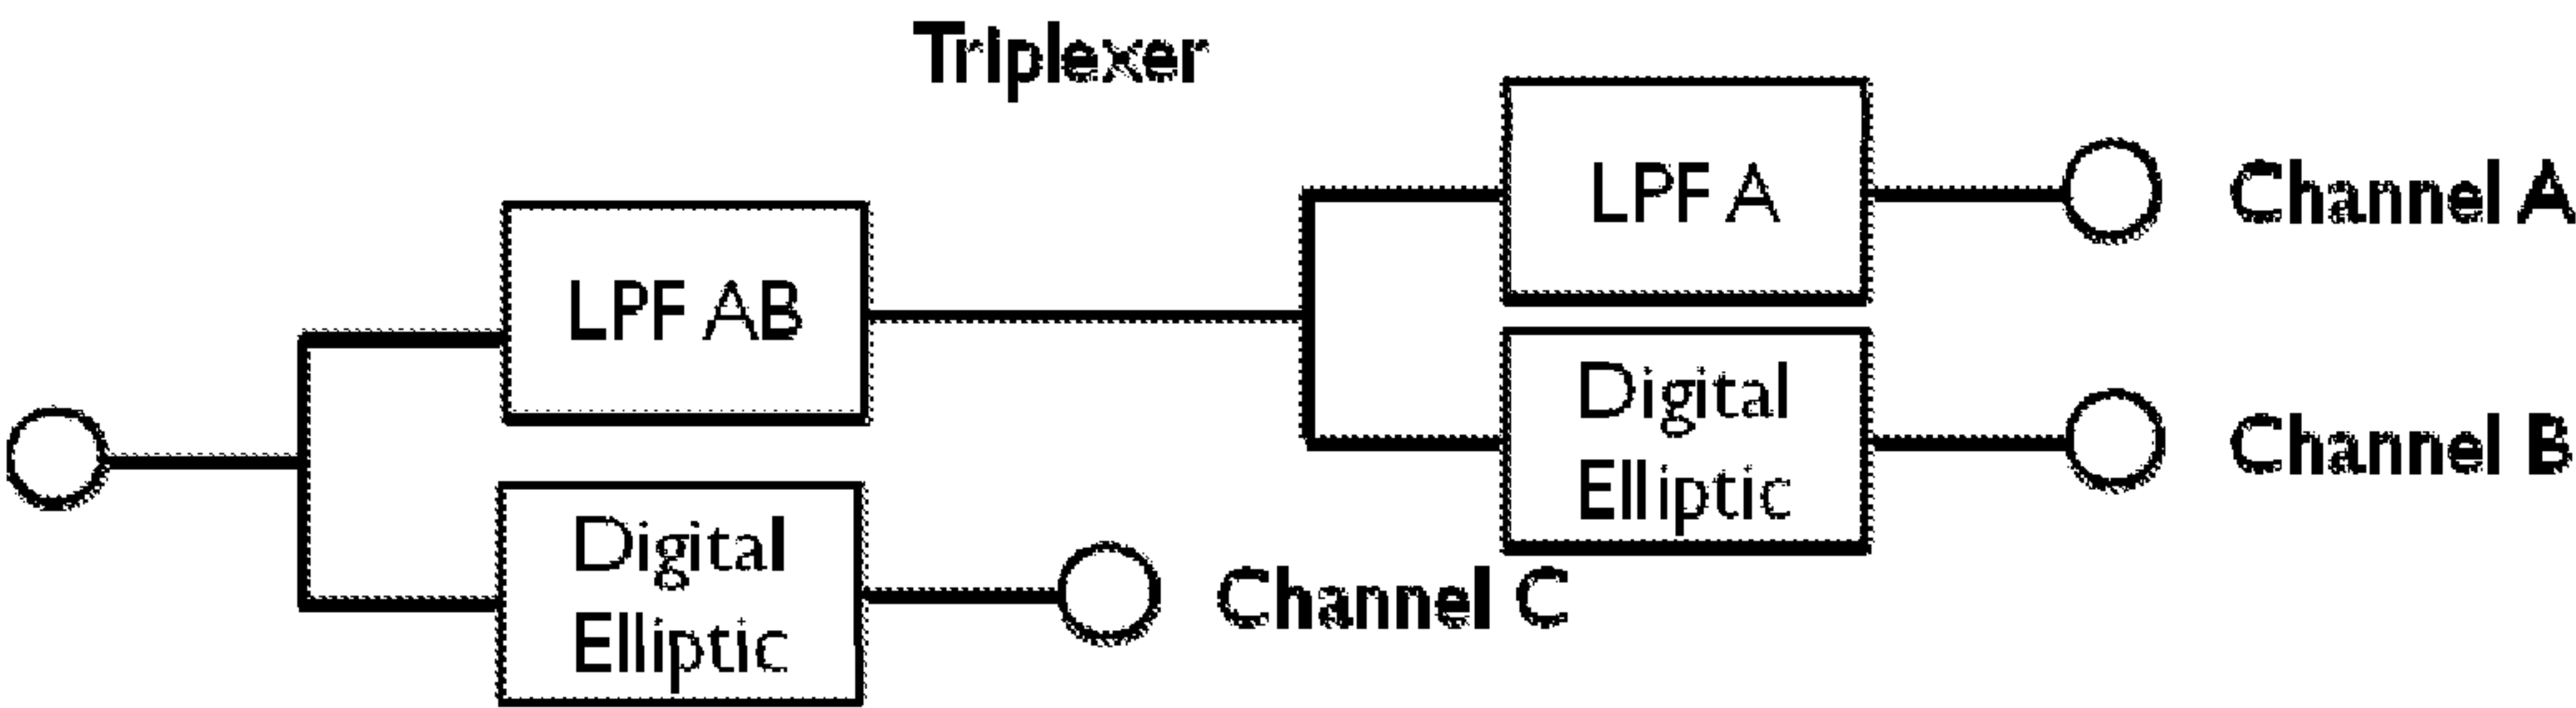 Triplexer
LPF A
Channel A
LPF AB
Digital
Elliptic
Channel B
Digital
Elliptic
Channel C